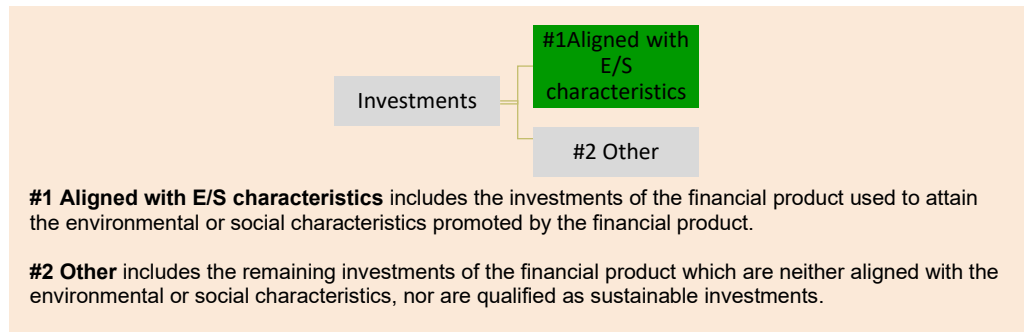 #1Aligned with
E/S
characteristics
Investments
#2 Other
#1 Aligned with E/S characteristics includes the investments of the financial product used to attain
the environmental or social characteristics promoted by the financial product.
#2 Other includes the remaining investments of the financial product which are neither aligned with the
environmental or social characteristics, nor are qualified as sustainable investments.